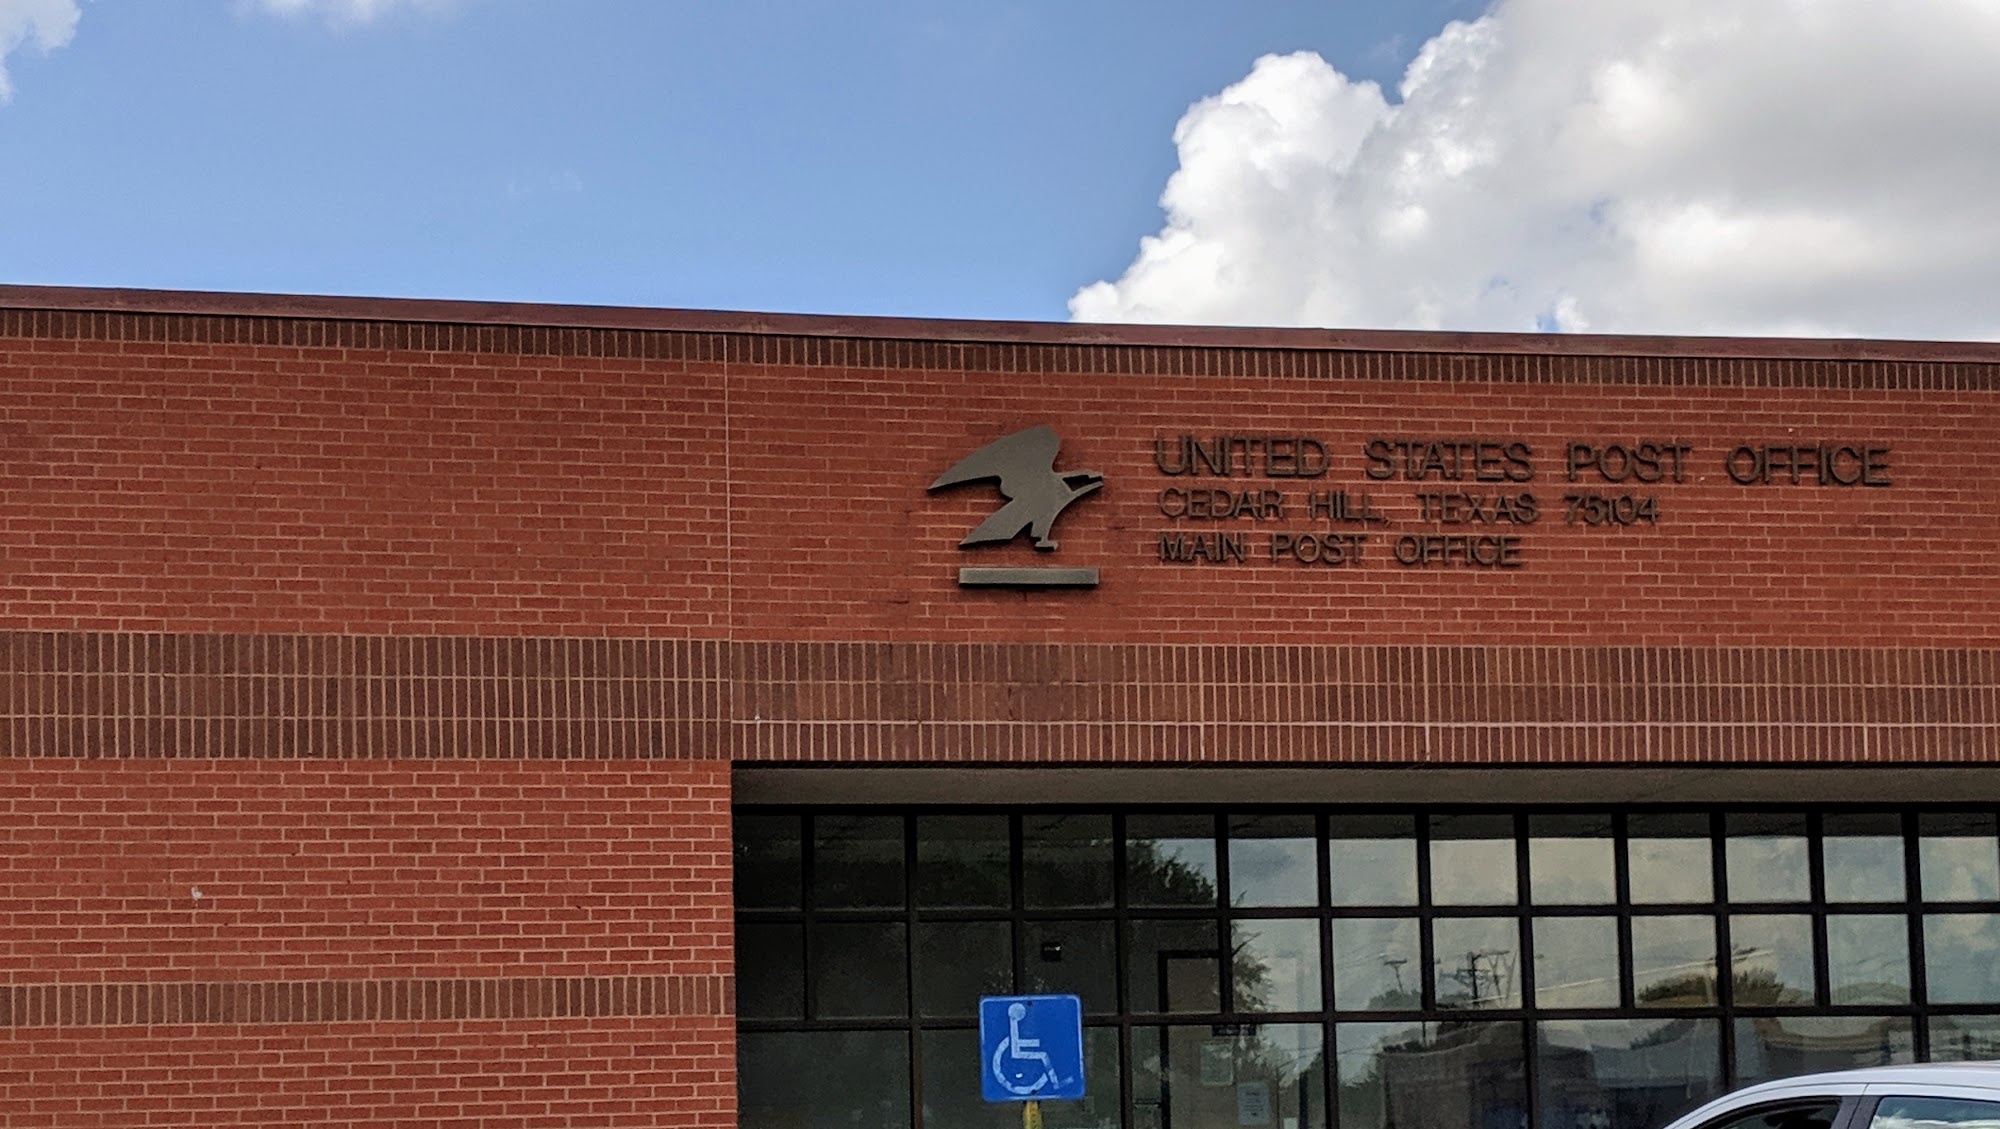 UNITED STATES POST OFFICE
CEDAR HILL, TEXAS 75104
MAIN POST OFFICE